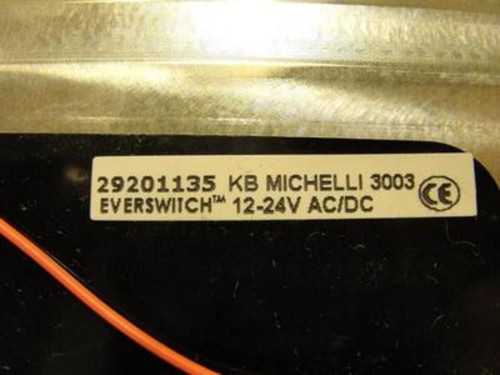 29201135 KB MICHELLI 3003
EVERSWITCH™ 12-24V AC/DC
CE